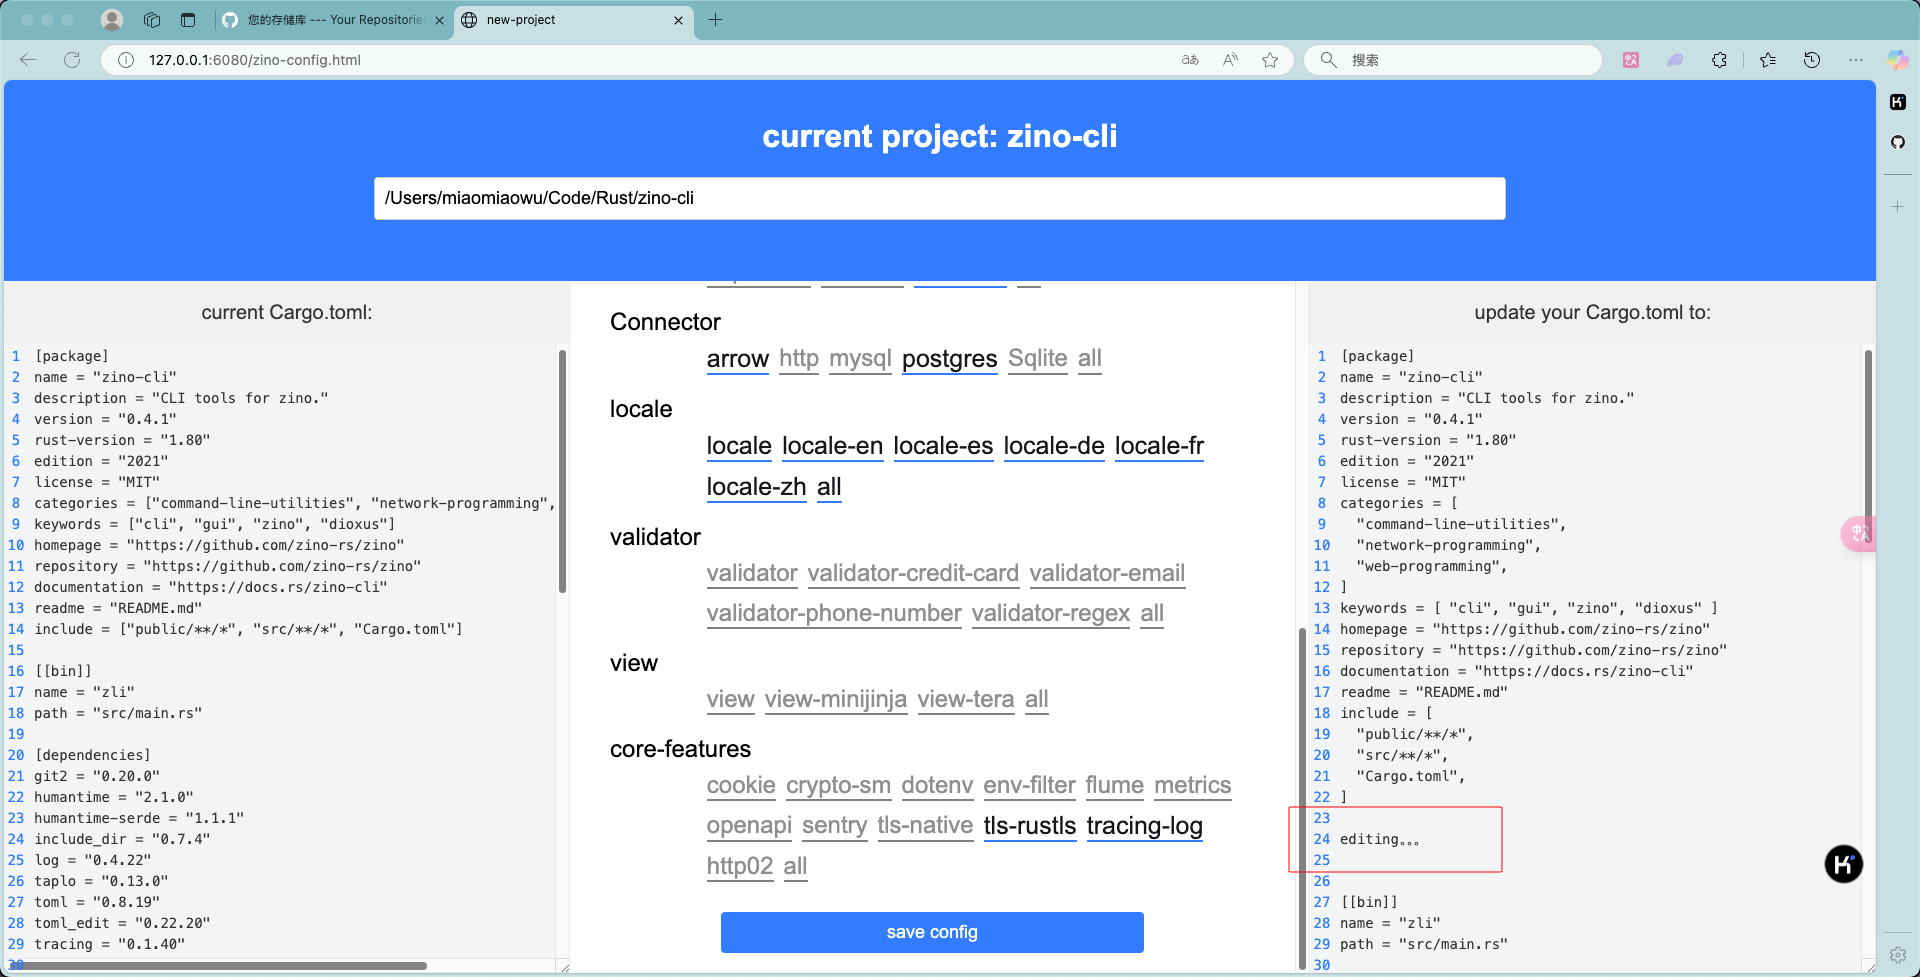 您的存储库 --- Your Repositories
new-project
127.0.0.1:6080/zino-config.html
搜索
current project: zino-cli
/Users/miaomiaowu/Code/Rust/zino-cli
current Cargo.toml:
1 [package]
2 name = "zino-cli"
3 description = "CLI tools for zino."
4 version = "0.4.1"
5 rust-version = "1.80"
6 edition = "2021"
7 license = "MIT"
8 categories = ["command-line-utilities", "network-programming",
9 keywords = ["cli", "gui", "zino", "dioxus"]
10 homepage = "https://github.com/zino-rs/zino"
11 repository = "https://github.com/zino-rs/zino"
12 documentation = "https://docs.rs/zino-cli"
13 readme = "README.md"
14 include = ["public/**/*", "src/**/*", "Cargo.toml"]
15
16 [[bin]]
17 name = "zli"
18 path = "src/main.rs"
19
20 [dependencies]
21 git2 = "0.20.0"
22 humantime = "2.1.0"
23 humantime-serde = "1.1.1"
24 include_dir = "0.7.4"
25 log = "0.4.22"
26 taplo = "0.13.0"
27 toml = "0.8.19"
28 toml_edit = "0.22.20"
29 tracing = "0.1.40"
30
Connector
arrow http mysql postgres Sqlite all
locale
locale locale-en locale-es locale-de locale-fr
locale-zh all
validator
validator validator-credit-card validator-email
validator-phone-number validator-regex all
view
view view-minijinja view-tera all
core-features
cookie crypto-sm dotenv env-filter flume metrics
openapi sentry tls-native tls-rustls tracing-log
http02 all
save config
update your Cargo.toml to:
1 [package]
2 name = "zino-cli"
3 description = "CLI tools for zino."
4 version = "0.4.1"
5 rust-version = "1.80"
6 edition = "2021"
7 license = "MIT"
8 categories = [
9 "command-line-utilities",
10 "network-programming",
11 "web-programming",
12 ]
13 keywords = [ "cli", "gui", "zino", "dioxus" ]
14 homepage = "https://github.com/zino-rs/zino"
15 repository = "https://github.com/zino-rs/zino"
16 documentation = "https://docs.rs/zino-cli"
17 readme = "README.md"
18 include = [
19 "public/**/*",
20 "src/**/*",
21 "Cargo.toml",
22 ]
23
24 editing。。。
25
26
27 [[bin]]
28 name = "zli"
29 path = "src/main.rs"
30